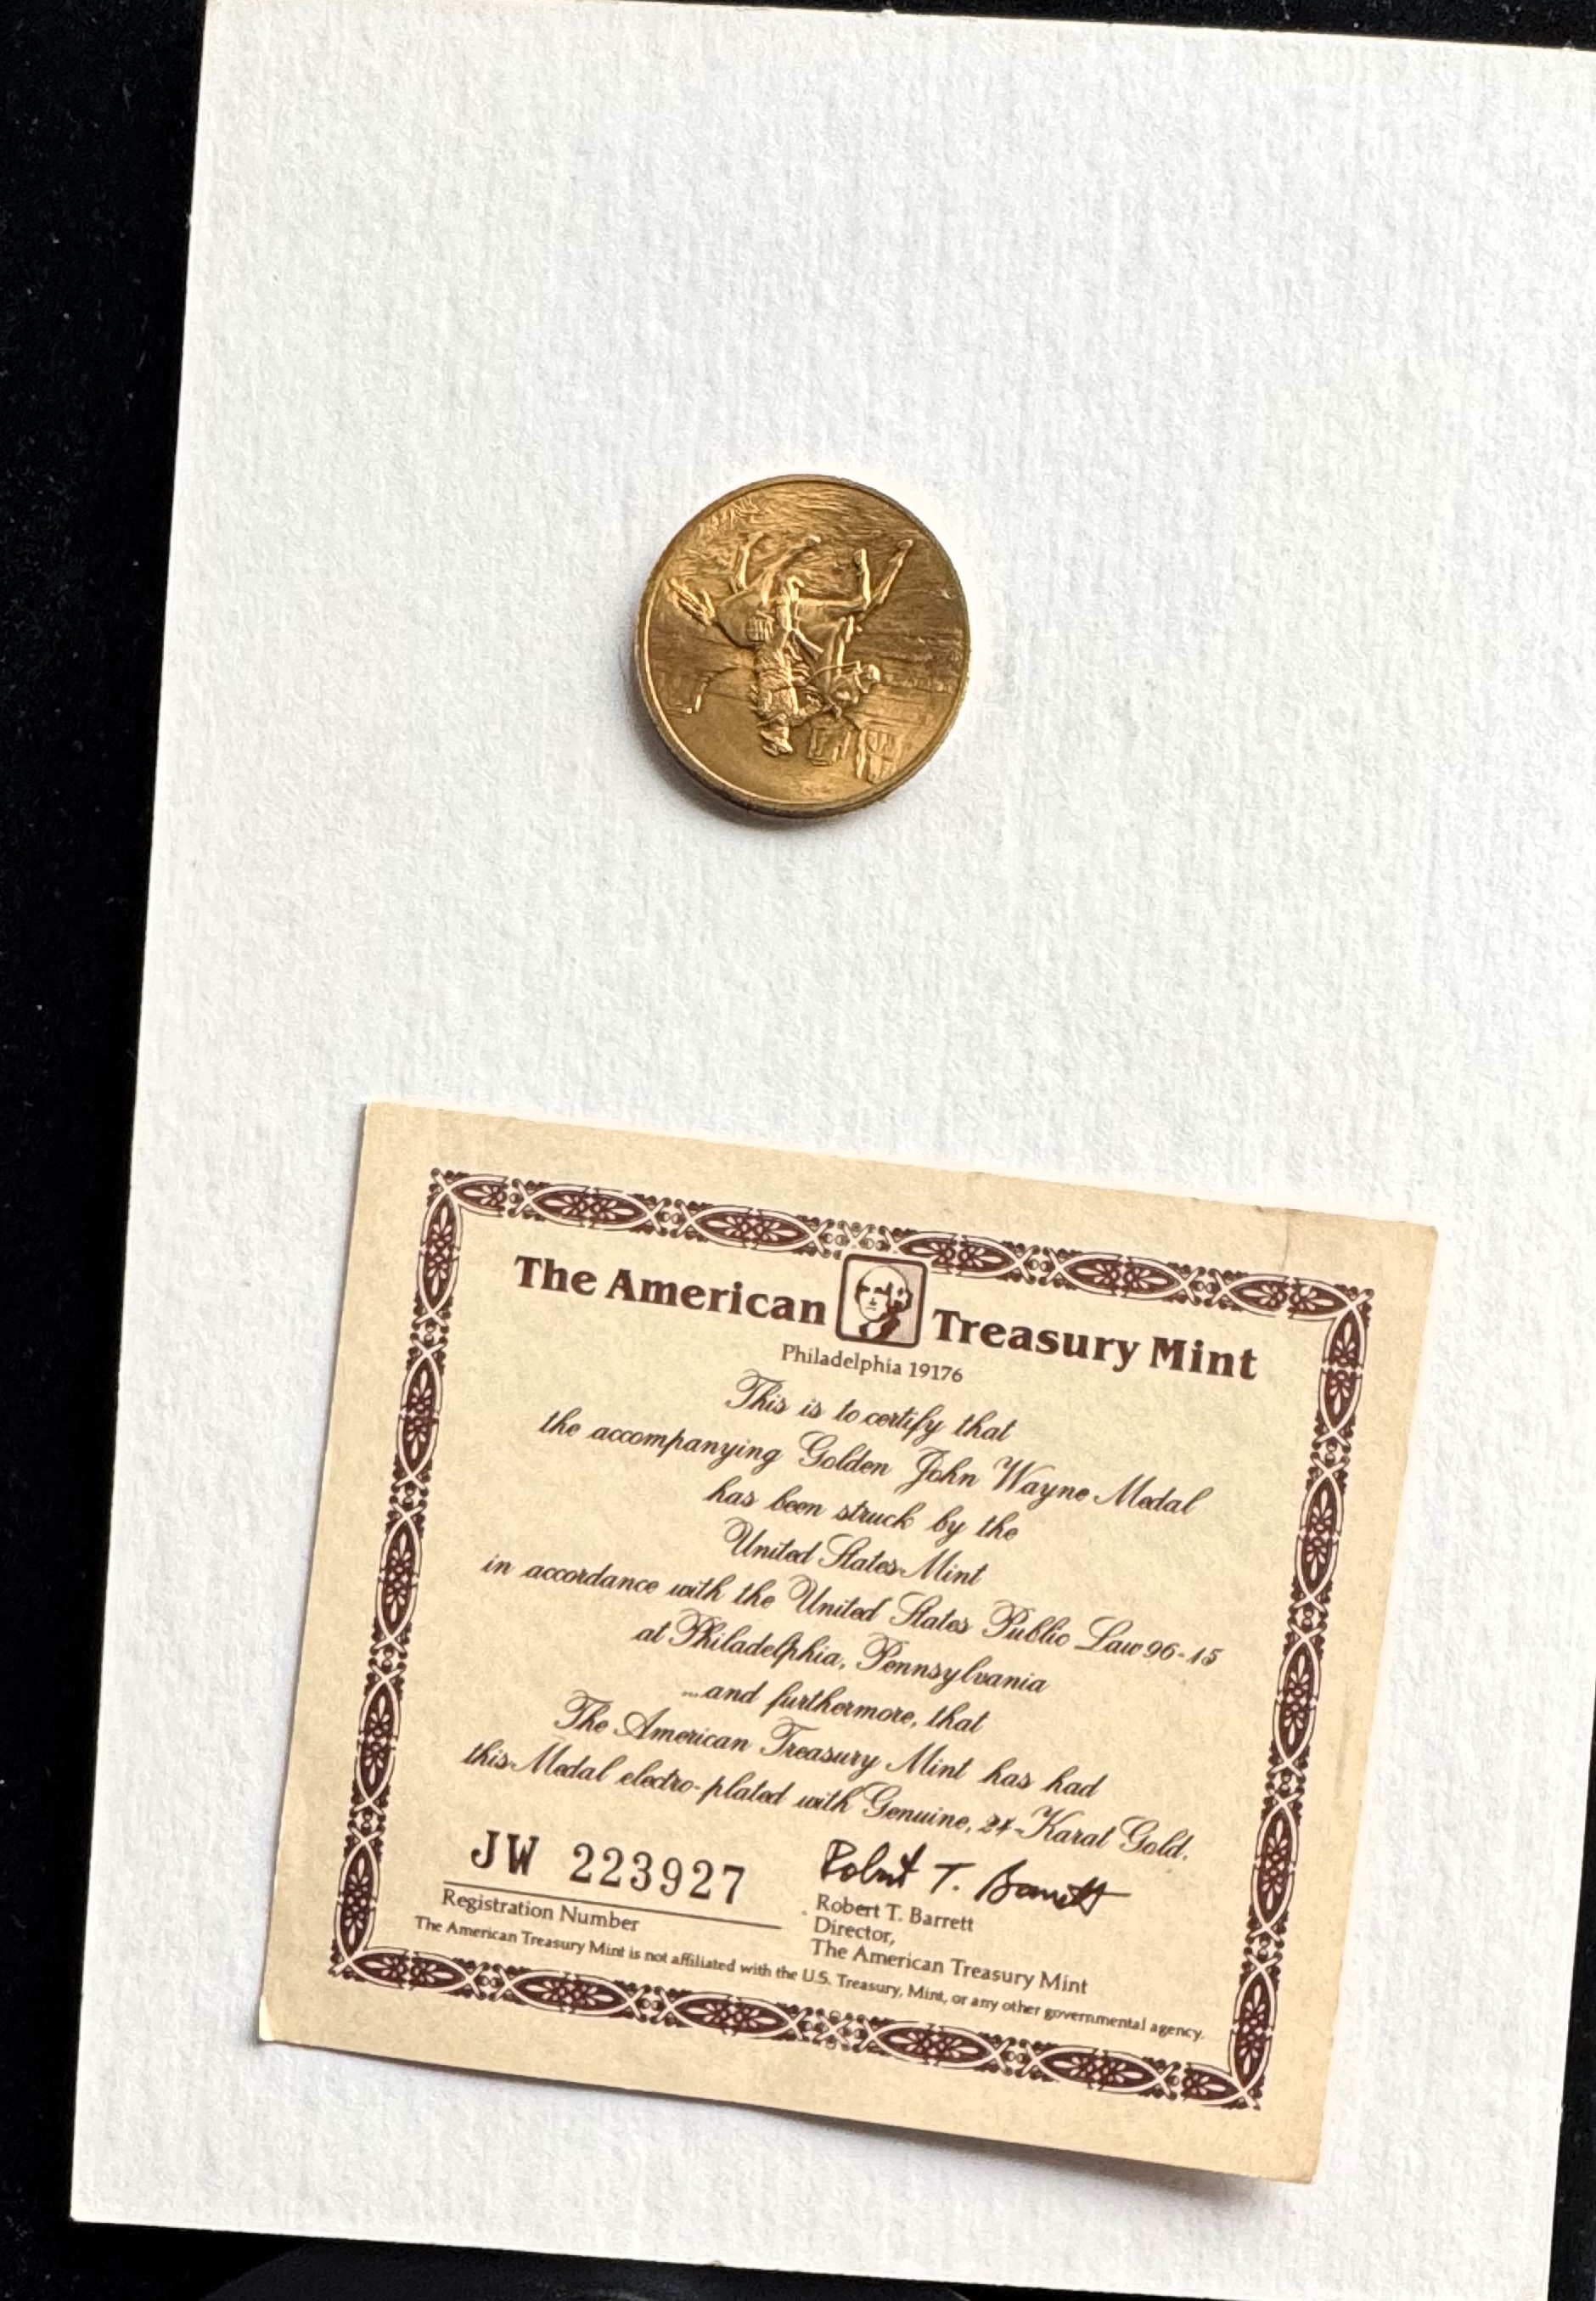 The American Treasury Mint
Philadelphia 19176
This is to certify that
the accompanying Golden John Wayne Medal
has been struck by the
United States Mint
in accordance with the United States Public Law 96-15
at Philadelphia, Pennsylvania
...and furthermore, that
The American Treasury Mint has had
this Medal electro-plated with Genuine, 24-Karat Gold.
JW 223927
Registration Number
Robert T. Barrett
Robert T. Barrett
Director,
The American Treasury Mint
The American Treasury Mint is not affiliated with the U.S. Treasury, Mint, or any other governmental agency.